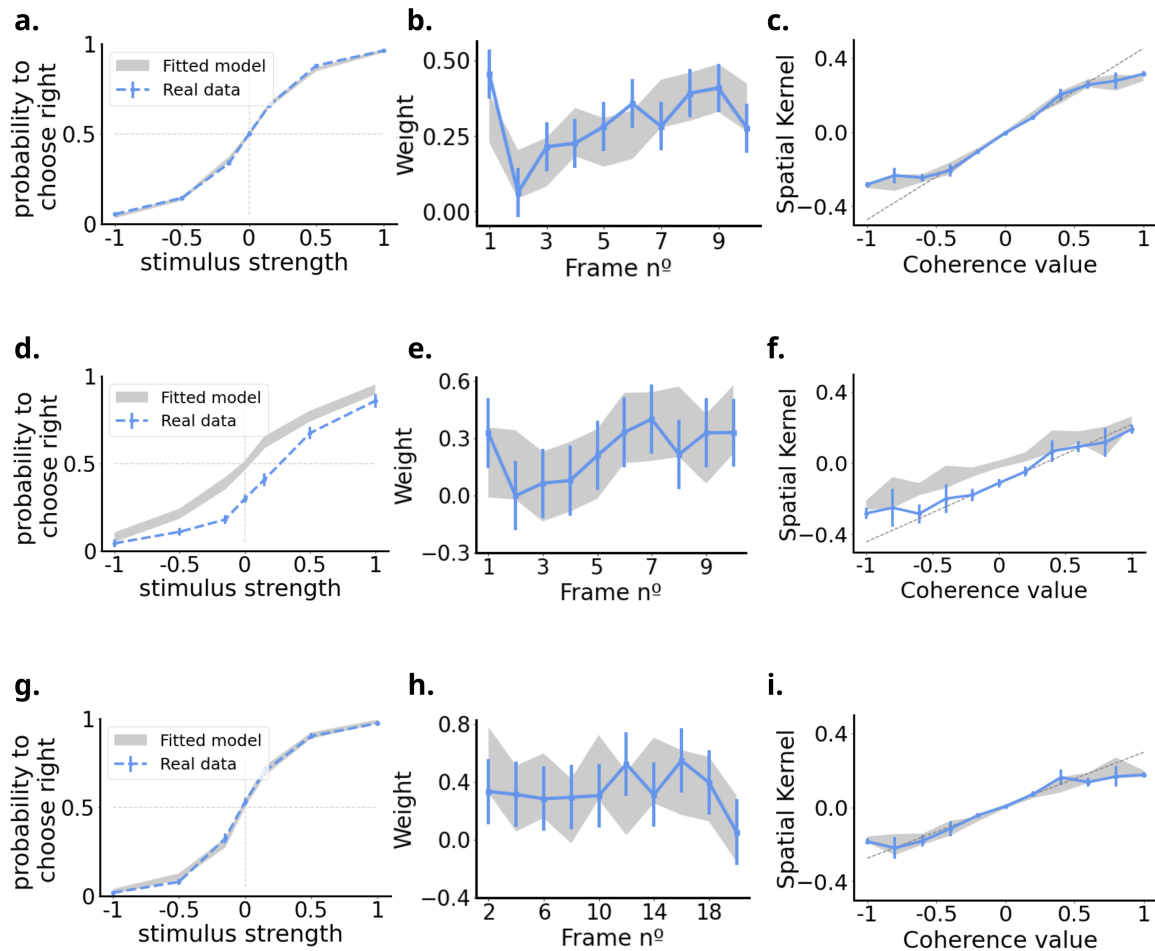 a.
probability to
choose right
1
0.5
0
Fitted model
Real data
-1
-0.5
0
0.5
1
stimulus strength
b.
Weight
0.50
0.25
0.00
1
3
5
7
9
Frame nº
c.
Spatial Kernel
0.4
0.0
−0.4
-1
-0.5
0
0.5
1
Coherence value
d.
probability to
choose right
1
0.5
0
Fitted model
Real data
-1
-0.5
0
0.5
1
stimulus strength
e.
Weight
0.6
0.3
0.0
−0.3
1
3
5
7
9
Frame nº
f.
Spatial Kernel
0.4
0.0
−0.4
-1
-0.5
0
0.5
1
Coherence value
g.
probability to
choose right
1
0.5
0
Fitted model
Real data
-1
-0.5
0
0.5
1
stimulus strength
h.
Weight
0.8
0.4
0.0
−0.4
2
6
10
14
18
Frame nº
i.
Spatial Kernel
0.4
0.0
−0.4
-1
-0.5
0
0.5
1
Coherence value